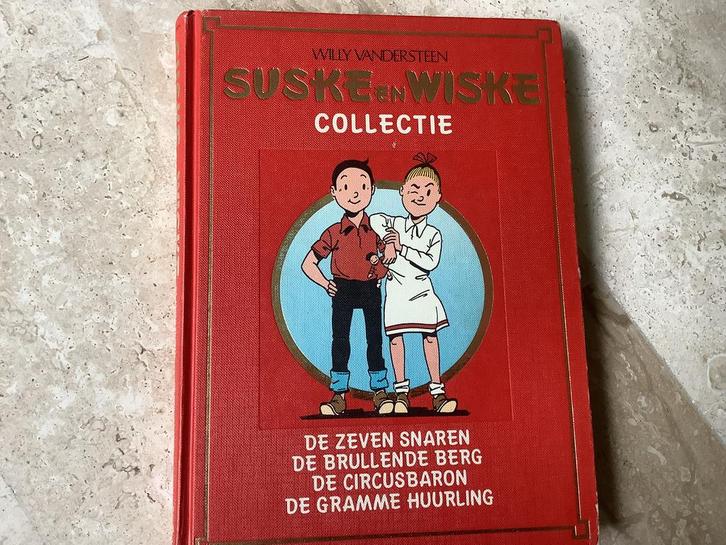 WILLY VANDERSTEEN
SUSKE EN WISKE
COLLECTIE
DE ZEVEN SNAREN
DE BRULLENDE BERG
DE CIRCUSBARON
DE GRAMME HUURLING